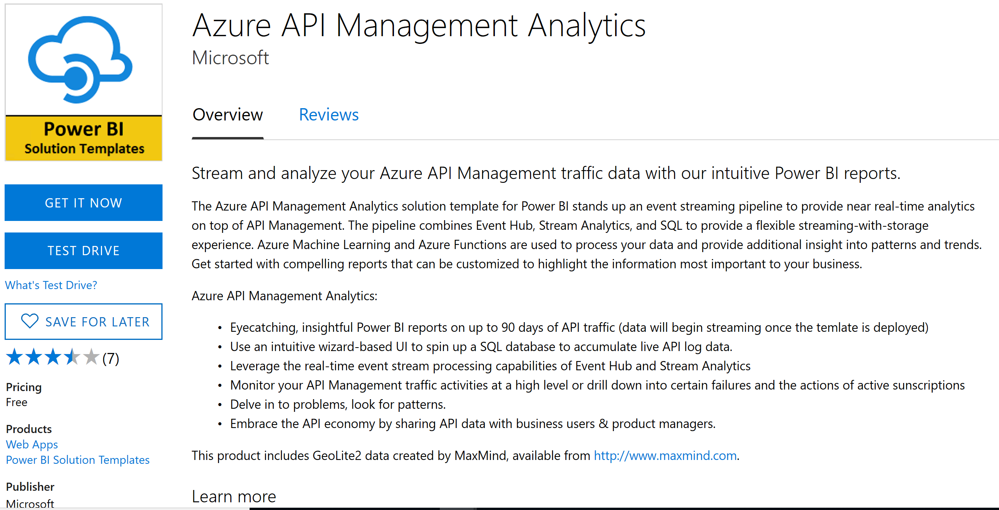 Azure API Management Analytics
Microsoft
Power BI
Solution Templates
GET IT NOW
TEST DRIVE
What's Test Drive?
SAVE FOR LATER
(7)
Pricing
Free
Products
Web Apps
Power BI Solution Templates
Publisher
Microsoft
Overview Reviews
Stream and analyze your Azure API Management traffic data with our intuitive Power BI reports.
The Azure API Management Analytics solution template for Power BI stands up an event streaming pipeline to provide near real-time analytics
on top of API Management. The pipeline combines Event Hub, Stream Analytics, and SQL to provide a flexible streaming-with-storage
experience. Azure Machine Learning and Azure Functions are used to process your data and provide additional insight into patterns and trends.
Get started with compelling reports that can be customized to highlight the information most important to your business.
Azure API Management Analytics:
• Eyecatching, insightful Power BI reports on up to 90 days of API traffic (data will begin streaming once the temlate is deployed)
• Use an intuitive wizard-based UI to spin up a SQL database to accumulate live API log data.
• Leverage the real-time event stream processing capabilities of Event Hub and Stream Analytics
• Monitor your API Management traffic activities at a high level or drill down into certain failures and the actions of active sunscriptions
• Delve in to problems, look for patterns.
• Embrace the API economy by sharing API data with business users & product managers.
This product includes GeoLite2 data created by MaxMind, available from http://www.maxmind.com.
Learn more